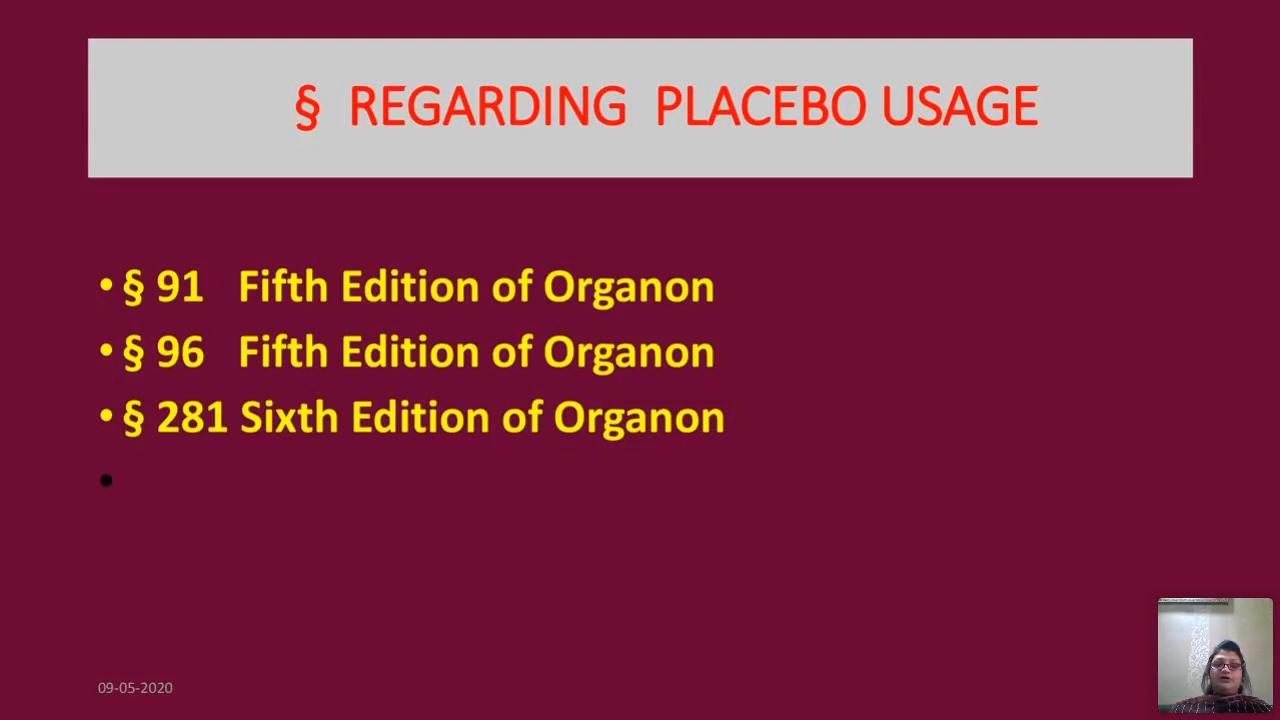 § REGARDING PLACEBO USAGE
• § 91 Fifth Edition of Organon
• § 96 Fifth Edition of Organon
• § 281 Sixth Edition of Organon
•
09-05-2020